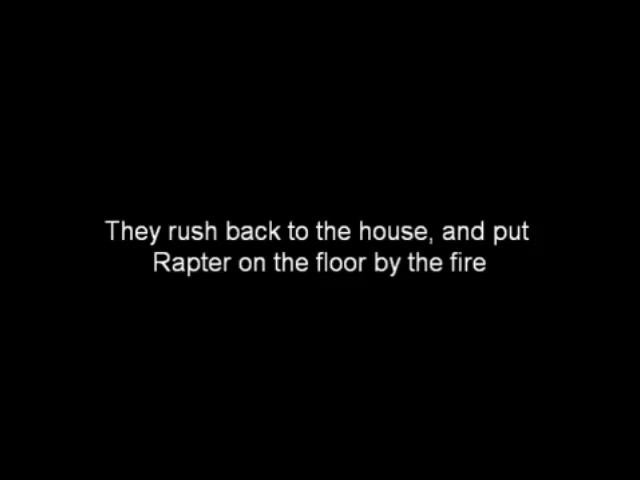 They rush back to the house, and put
Rapter on the floor by the fire